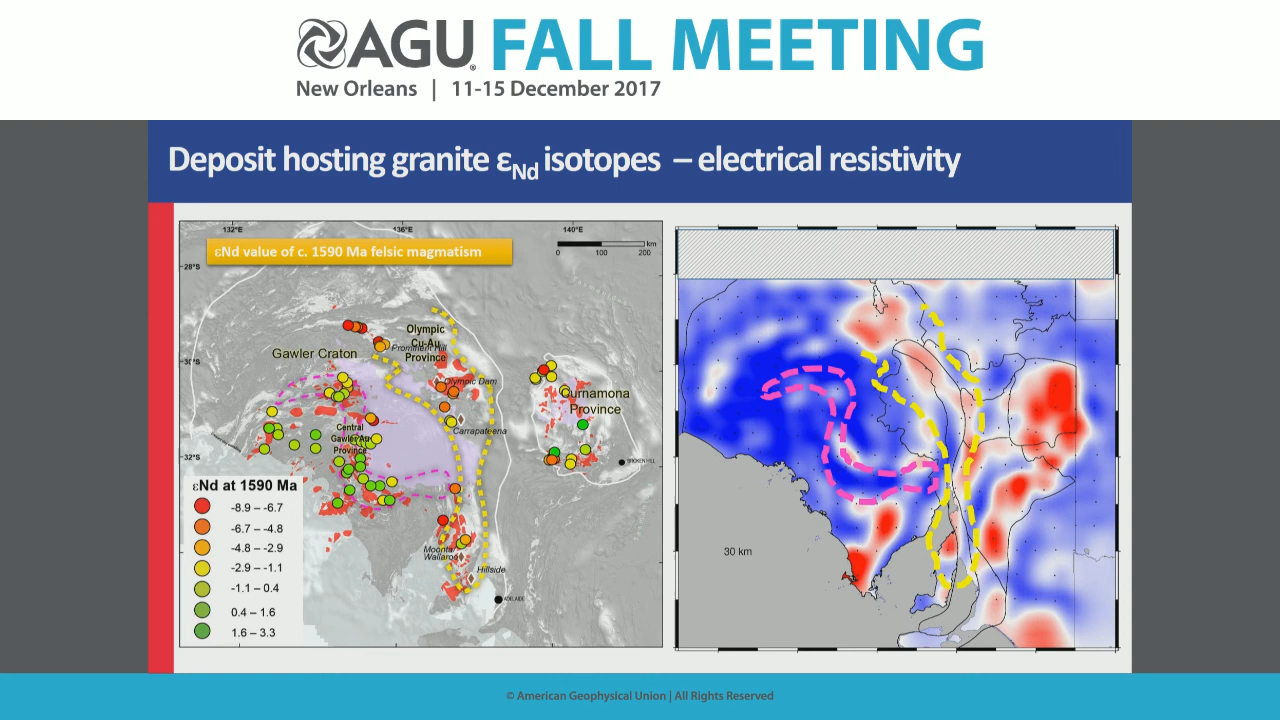 AGU FALL MEETING
New Orleans | 11-15 December 2017
Deposit hosting granite εNd isotopes – electrical resistivity
132°E
136°E
140°E
εNd value of c. 1590 Ma felsic magmatism
km
0 100 200
28°S
Olympic
Cu-Au
Province
Prominent Hill
Gawler Craton
30°S
Olympic Dam
Curnamona
Province
Carrapateena
Central
Gawler Au
Province
32°S
BROKEN HILL
εNd at 1590 Ma
-8.9 – -6.7
-6.7 – -4.8
-4.8 – -2.9
-2.9 – -1.1
-1.1 – 0.4
0.4 – 1.6
1.6 – 3.3
Moonta
Wallaroo
Hillside
ADELAIDE
30 km
© American Geophysical Union | All Rights Reserved